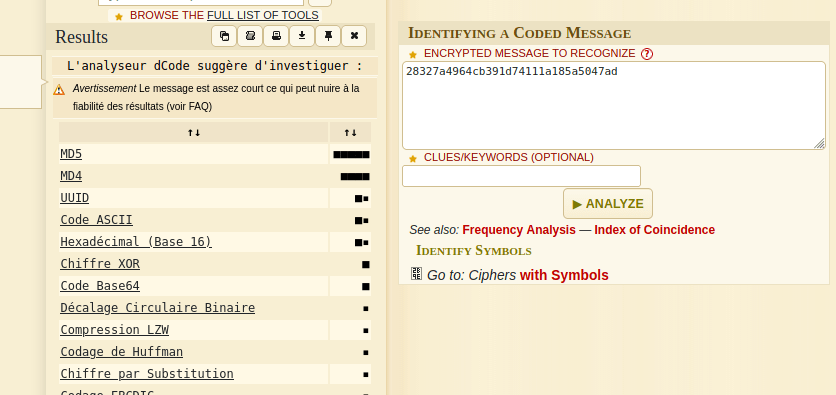 BROWSE THE FULL LIST OF TOOLS
Results
L'analyseur dCode suggère d'investiguer :
Avertissement Le message est assez court ce qui peut nuire à la
fiabilité des résultats (voir FAQ)
↑↓ ↑↓
MD5 ■■■■■
MD4 ■■■■
UUID ■▪
Code ASCII ■▪
Hexadécimal (Base 16) ■▪
Chiffre XOR ■
Code Base64 ■
Décalage Circulaire Binaire ▪
Compression LZW ▪
Codage de Huffman ▪
Chiffre par Substitution ▪
Codage EBCDIC
Identifying a Coded Message
ENCRYPTED MESSAGE TO RECOGNIZE ?
28327a4964cb391d74111a185a5047ad
CLUES/KEYWORDS (OPTIONAL)
▶ ANALYZE
See also: Frequency Analysis — Index of Coincidence
Identify Symbols
Go to: Ciphers with Symbols